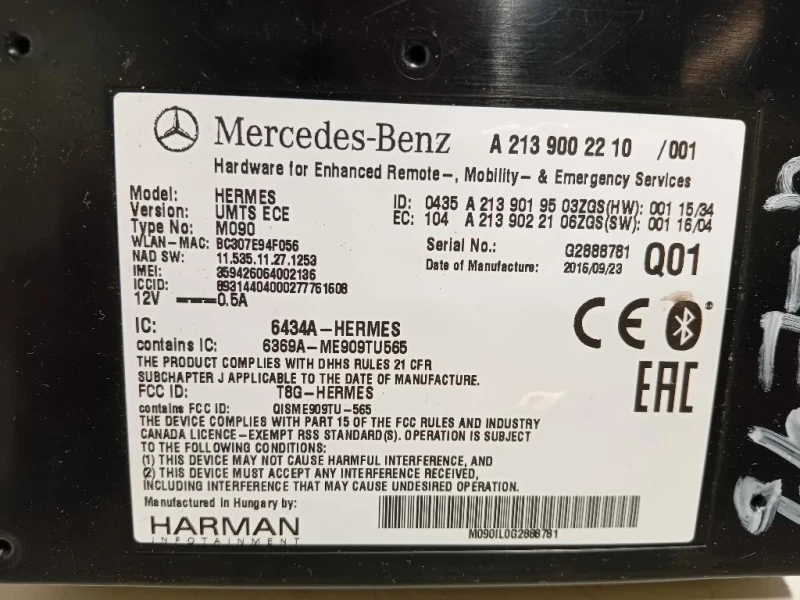 Mercedes-Benz A 213 900 22 10 /001
Hardware for Enhanced Remote-, Mobility- & Emergency Services
Model: HERMES
Version: UMTS ECE
Type No: M090
WLAN-MAC: BC307E94F056
NAD SW: 11.535.11.27.1253
IMEI: 359426064002136
ICCID: 89314404000277761608
12V 0.5A
ID: 0435 A 213 901 95 03ZGS(HW): 001 15/34
EC: 104 A 213 902 21 06ZGS(SW): 001 16/04
Serial No.: G2888781
Date of Manufacture: 2016/09/23
Q01
CE
EAC
IC: 6434A-HERMES
contains IC: 6369A-ME909TU565
THE PRODUCT COMPLIES WITH DHHS RULES 21 CFR
SUBCHAPTER J APPLICABLE TO THE DATE OF MANUFACTURE.
FCC ID: T8G-HERMES
contains FCC ID: QISME909TU-565
THE DEVICE COMPLIES WITH PART 15 OF THE FCC RULES AND INDUSTRY
CANADA LICENCE-EXEMPT RSS STANDARD(S). OPERATION IS SUBJECT
TO THE FOLLOWING CONDITIONS:
(1) THIS DEVICE MAY NOT CAUSE HARMFUL INTERFERENCE, AND
(2) THIS DEVICE MUST ACCEPT ANY INTERFERENCE RECEIVED,
INCLUDING INTERFERENCE THAT MAY CAUSE UNDESIRED OPERATION.
Manufactured in Hungary by:
HARMAN
INFOTAINMENT
M090IL0G2888781